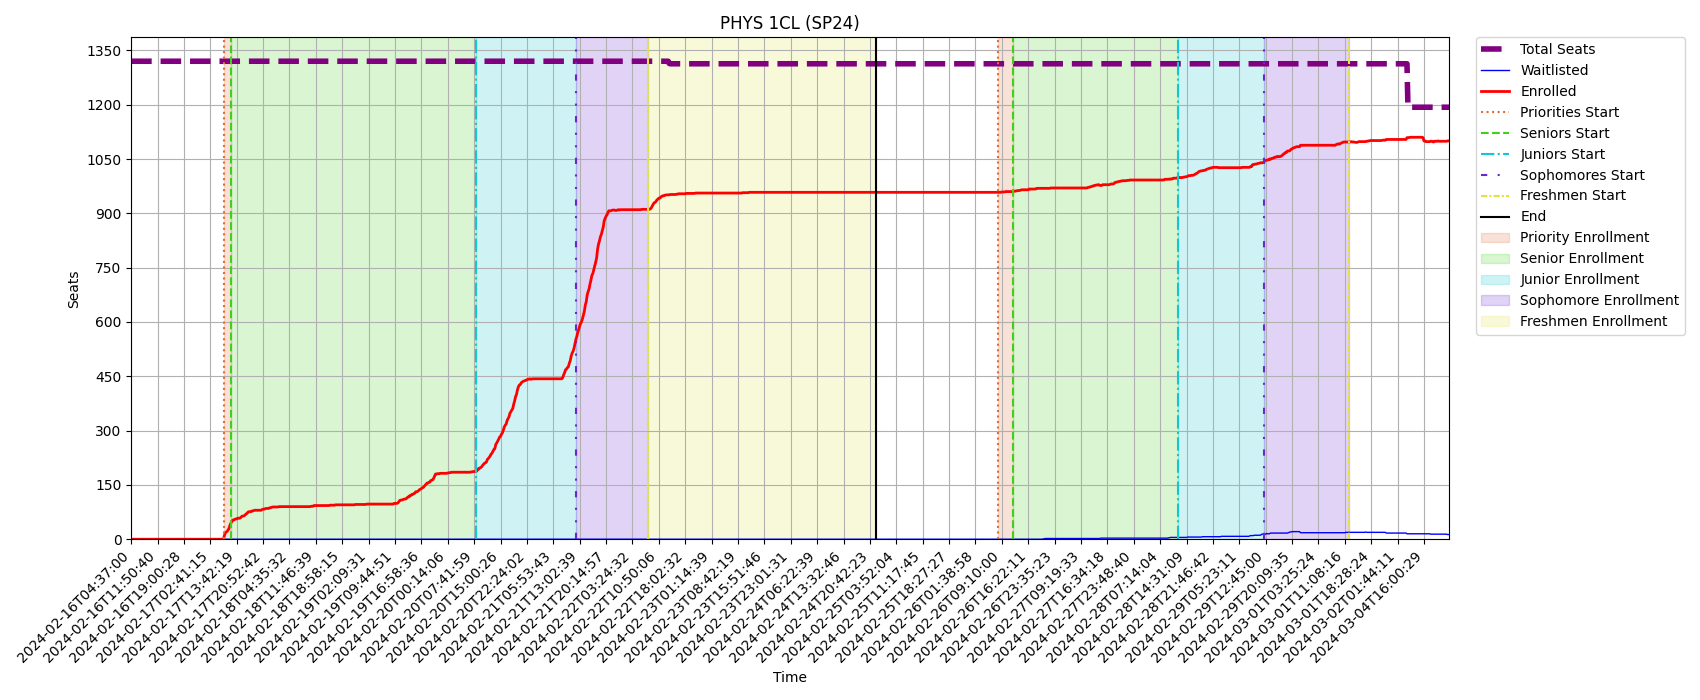 PHYS 1CL (SP24)
Seats
1350
1200
1050
900
750
600
450
300
150
0
2024-02-16T04:37:00
2024-02-16T11:50:40
2024-02-16T19:00:28
2024-02-17T02:41:15
2024-02-17T13:42:19
2024-02-17T20:52:42
2024-02-18T04:35:32
2024-02-18T11:46:39
2024-02-18T18:58:15
2024-02-19T02:09:31
2024-02-19T09:44:51
2024-02-19T16:58:36
2024-02-20T00:14:06
2024-02-20T07:41:59
2024-02-20T15:00:26
2024-02-20T22:24:02
2024-02-21T05:53:43
2024-02-21T13:02:39
2024-02-21T20:14:57
2024-02-22T03:24:32
2024-02-22T10:50:06
2024-02-22T18:02:32
2024-02-23T01:14:39
2024-02-23T08:42:19
2024-02-23T15:51:46
2024-02-23T23:01:31
2024-02-24T06:22:39
2024-02-24T13:32:46
2024-02-24T20:42:23
2024-02-25T03:52:04
2024-02-25T11:17:45
2024-02-25T18:27:27
2024-02-26T01:38:50
2024-02-26T09:10:00
2024-02-26T16:22:11
2024-02-26T23:35:23
2024-02-27T09:19:33
2024-02-27T16:34:18
2024-02-27T23:48:40
2024-02-28T07:14:04
2024-02-28T14:31:09
2024-02-28T21:46:42
2024-02-29T05:23:11
2024-02-29T12:45:00
2024-02-29T20:09:35
2024-03-01T03:25:24
2024-03-01T11:08:16
2024-03-01T18:28:24
2024-03-02T01:44:11
2024-03-04T16:00:29
Time
Total Seats
Waitlisted
Enrolled
Priorities Start
Seniors Start
Juniors Start
Sophomores Start
Freshmen Start
End
Priority Enrollment
Senior Enrollment
Junior Enrollment
Sophomore Enrollment
Freshmen Enrollment